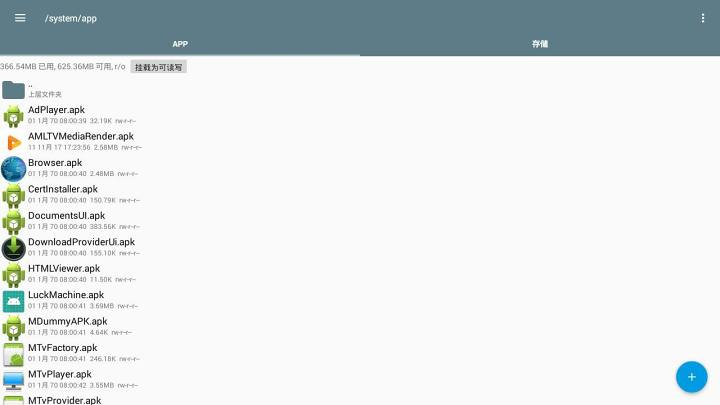 /system/app
APP
存储
366.54MB 已用, 625.36MB 可用, r/o 挂载为可读写
..
上层文件夹
AdPlayer.apk
01 1月 70 08:00:39 32.19K rw-r--r--
AMLTVMediaRender.apk
11 11月 17 17:23:56 2.58MB rw-r--r--
Browser.apk
01 1月 70 08:00:40 2.48MB rw-r--r--
CertInstaller.apk
01 1月 70 08:00:40 150.79K rw-r--r--
DocumentsUI.apk
01 1月 70 08:00:40 383.56K rw-r--r--
DownloadProviderUi.apk
01 1月 70 08:00:40 155.10K rw-r--r--
HTMLViewer.apk
01 1月 70 08:00:40 11.50K rw-r--r--
LuckMachine.apk
01 1月 70 08:00:41 3.69MB rw-r--r--
MDummyAPK.apk
01 1月 70 08:00:41 4.64K rw-r--r--
MTvFactory.apk
01 1月 70 08:00:41 246.18K rw-r--r--
MTvPlayer.apk
01 1月 70 08:00:42 3.55MB rw-r--r--
MTvProvider.apk